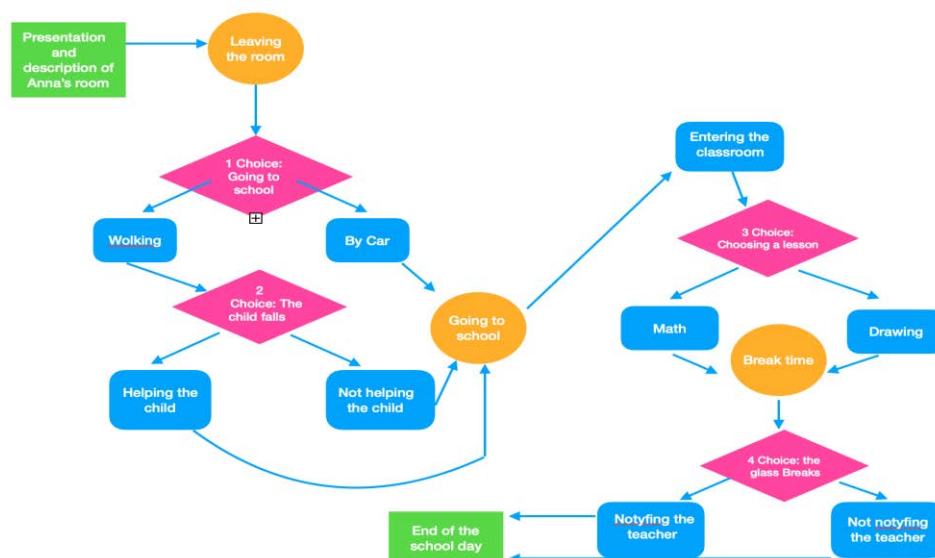 Presentation
and
description of
Anna's room
Leaving
the room
1 Choice:
Going to
school
Wolking
By Car
2
Choice: The
child falls
Helping the
child
Not helping
the child
Going to
school
Entering the
classroom
3 Choice:
Choosing a lesson
Math
Drawing
Break time
4 Choice: the
glass Breaks
Notyfing the
teacher
Not notyfing
the teacher
End of the
school day